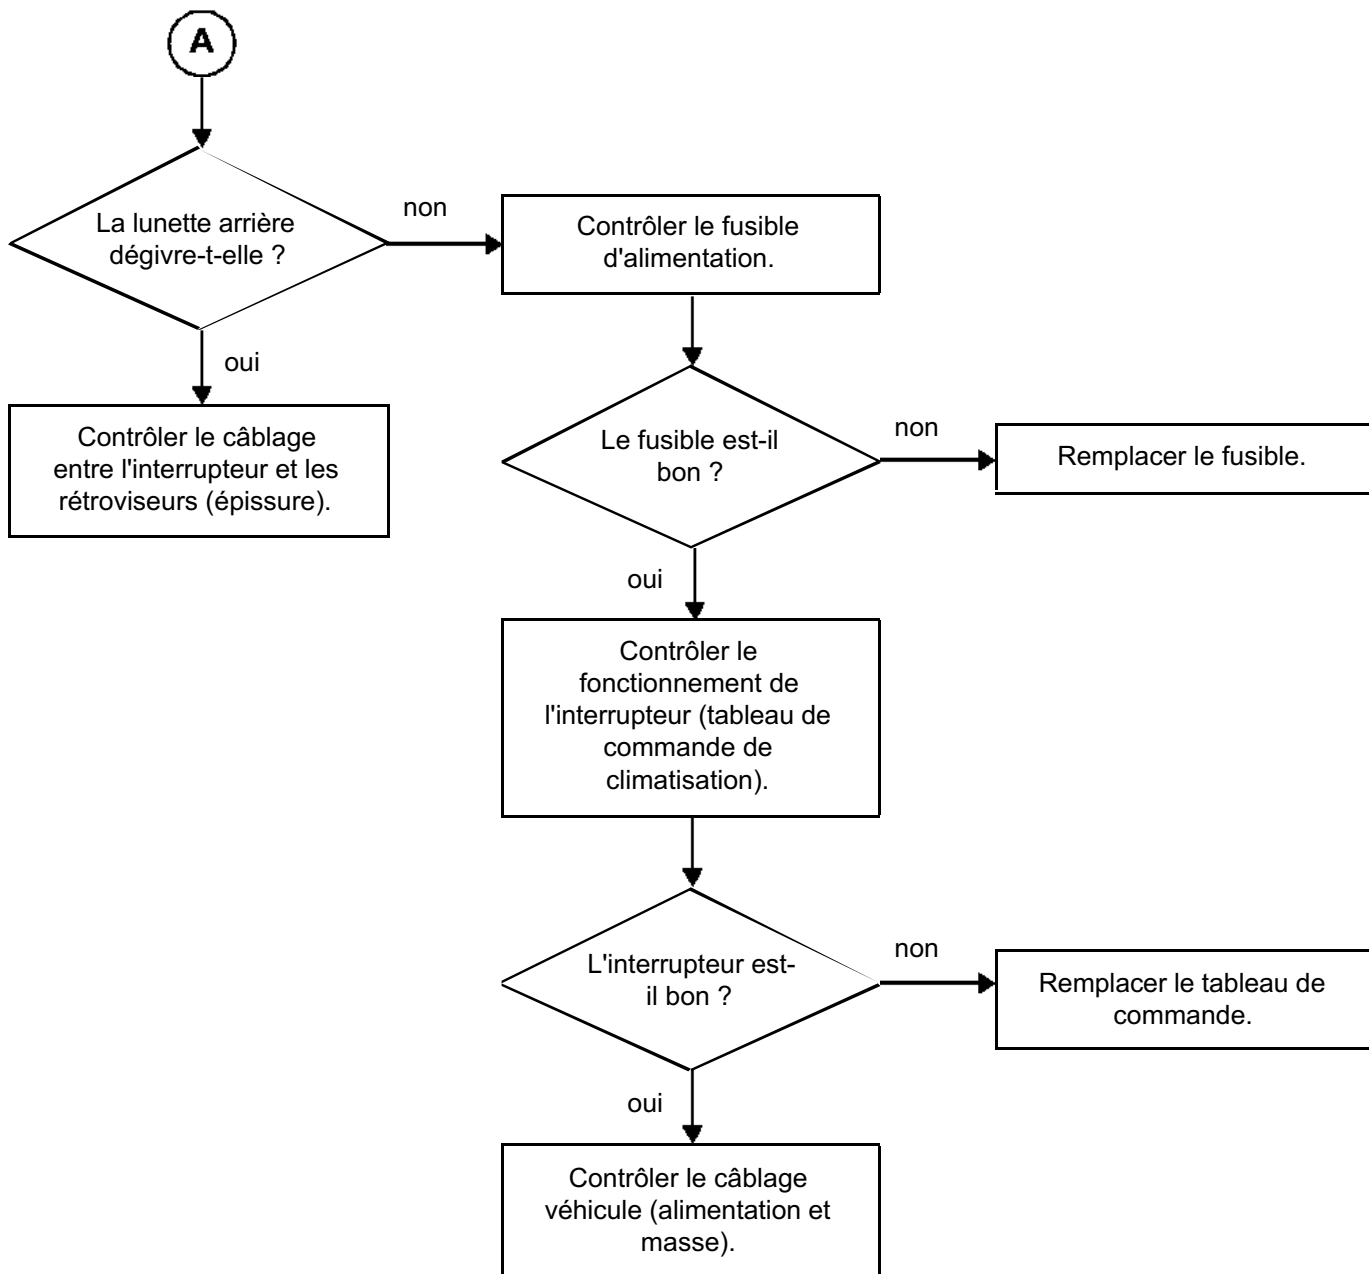 A
La lunette arrière
dégivre-t-elle ?
non
Contrôler le fusible
d'alimentation.
oui
Contrôler le câblage
entre l'interrupteur et les
rétroviseurs (épissure).
Le fusible est-il
bon ?
non
Remplacer le fusible.
oui
Contrôler le
fonctionnement de
l'interrupteur (tableau de
commande de
climatisation).
L'interrupteur est-
il bon ?
non
Remplacer le tableau de
commande.
oui
Contrôler le câblage
véhicule (alimentation et
masse).